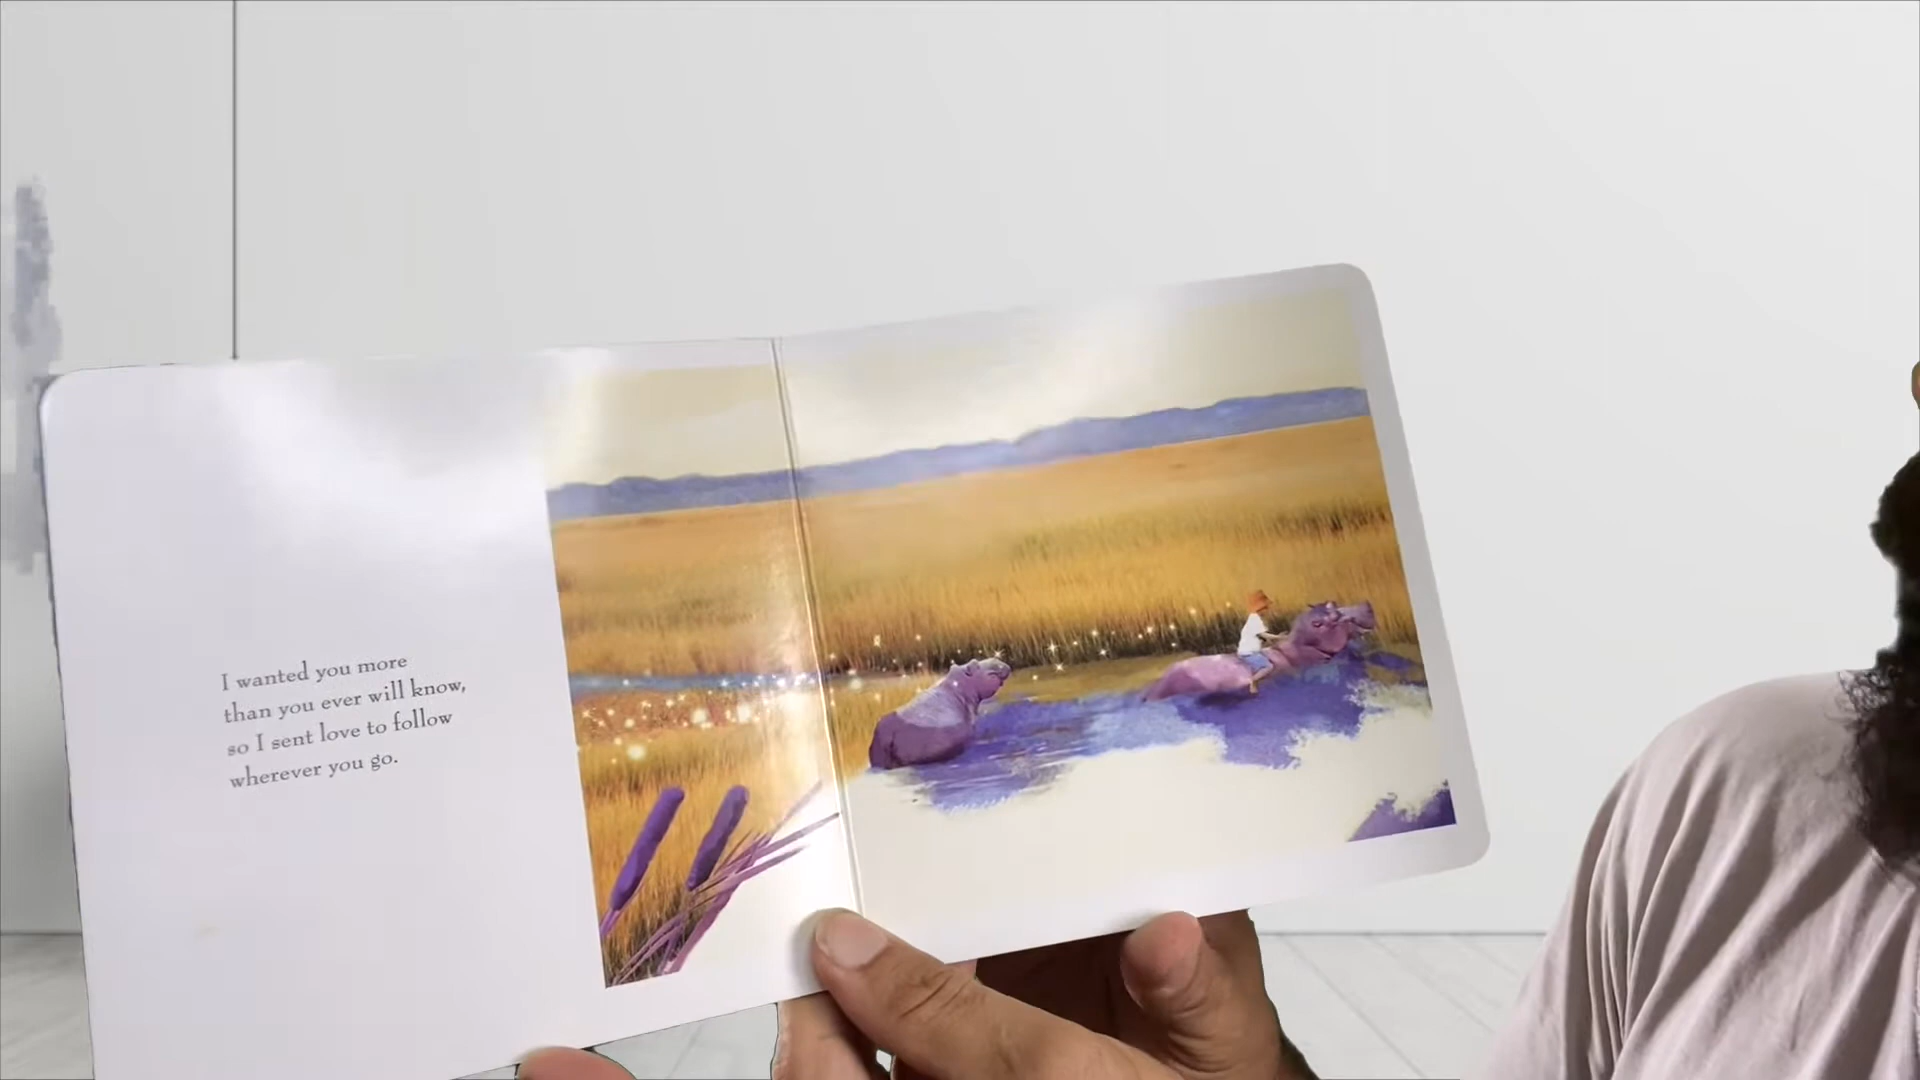 I wanted you more
than you ever will know,
so I sent love to follow
wherever you go.